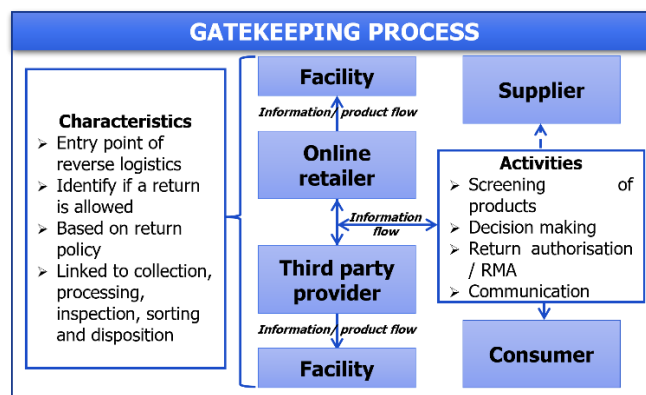 GATEKEEPING PROCESS
Characteristics
➢ Entry point of
reverse logistics
➢ Identify if a return
is allowed
➢ Based on return
policy
➢ Linked to collection,
processing,
inspection, sorting
and disposition
Facility
Information/ product flow
Online
retailer
Information
flow
Third party
provider
Information/ product flow
Facility
Supplier
Activities
➢ Screening of
products
➢ Decision making
➢ Return authorisation
/ RMA
➢ Communication
Consumer